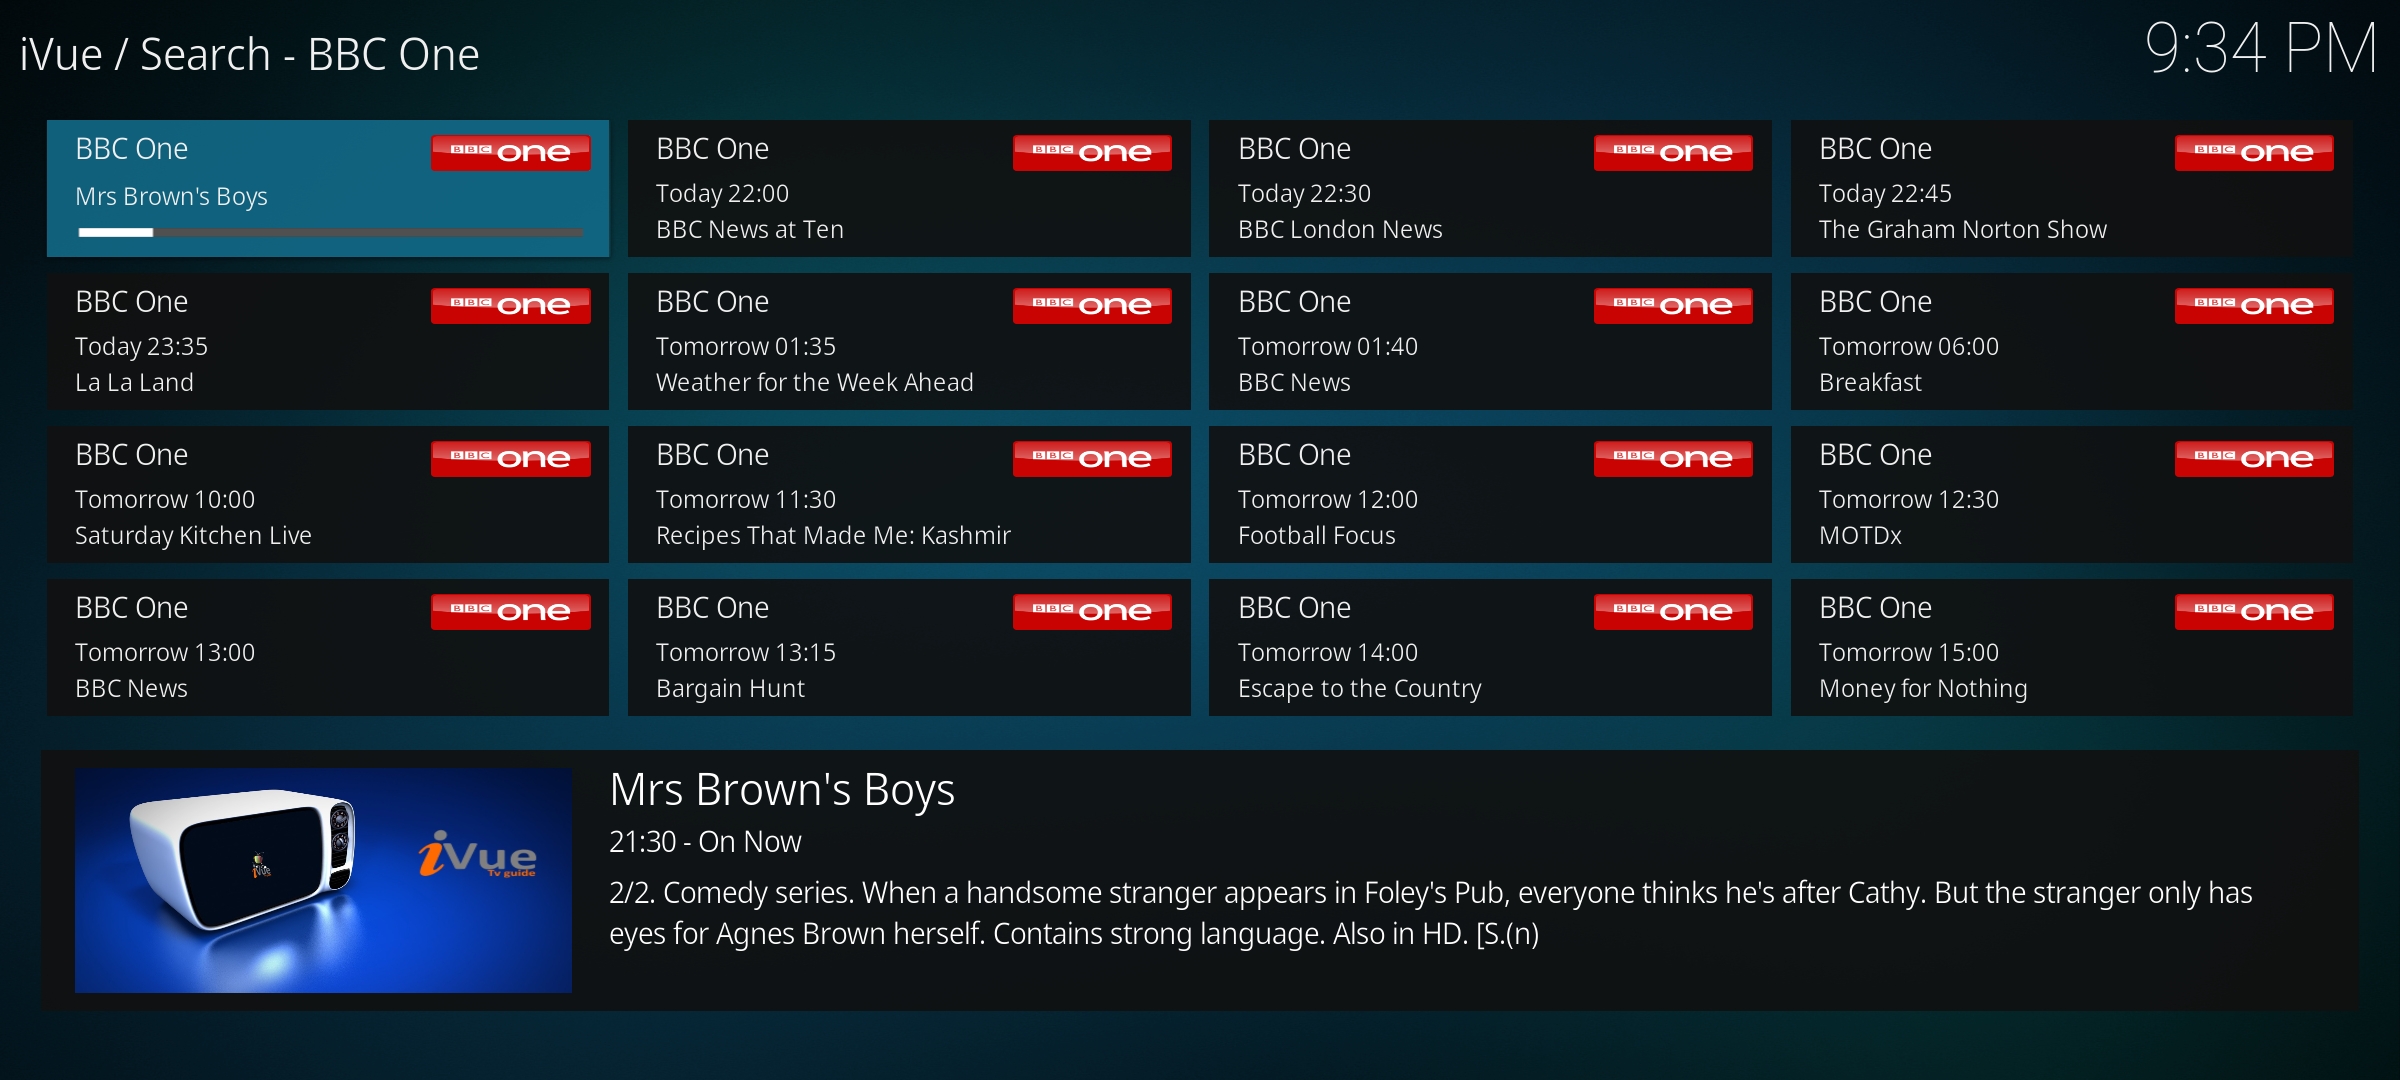 iVue / Search - BBC One
9:34 PM
BBC One
BBC one
Mrs Brown's Boys
BBC One
BBC one
Today 22:00
BBC News at Ten
BBC One
BBC one
Today 22:30
BBC London News
BBC One
BBC one
Today 22:45
The Graham Norton Show
BBC One
BBC one
Today 23:35
La La Land
BBC One
BBC one
Tomorrow 01:35
Weather for the Week Ahead
BBC One
BBC one
Tomorrow 01:40
BBC News
BBC One
BBC one
Tomorrow 06:00
Breakfast
BBC One
BBC one
Tomorrow 10:00
Saturday Kitchen Live
BBC One
BBC one
Tomorrow 11:30
Recipes That Made Me: Kashmir
BBC One
BBC one
Tomorrow 12:00
Football Focus
BBC One
BBC one
Tomorrow 12:30
MOTDx
BBC One
BBC one
Tomorrow 13:00
BBC News
BBC One
BBC one
Tomorrow 13:15
Bargain Hunt
BBC One
BBC one
Tomorrow 14:00
Escape to the Country
BBC One
BBC one
Tomorrow 15:00
Money for Nothing
iVue
iVue
Tv guide
Mrs Brown's Boys
21:30 - On Now
2/2. Comedy series. When a handsome stranger appears in Foley's Pub, everyone thinks he's after Cathy. But the stranger only has
eyes for Agnes Brown herself. Contains strong language. Also in HD. [S.(n)